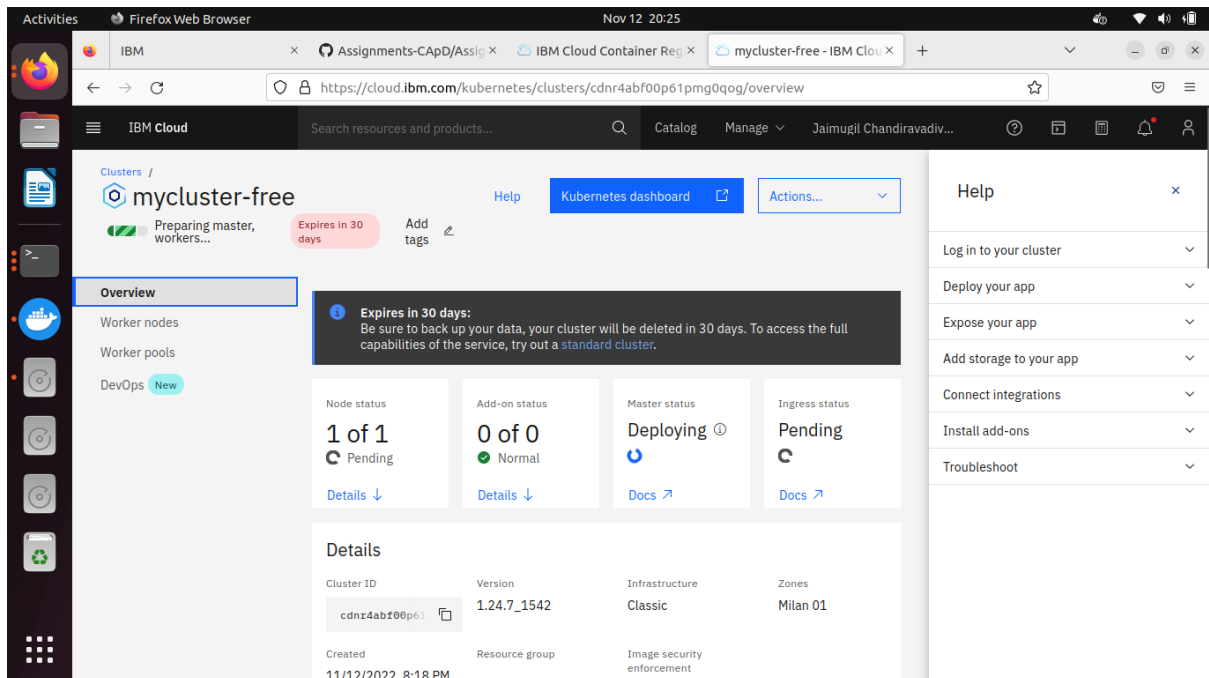 Activities
Firefox Web Browser
Nov 12 20:25
IBM
Assignments-CApD/Assig
IBM Cloud Container Reg
mycluster-free - IBM Clou
https://cloud.ibm.com/kubernetes/clusters/cdnr4abf00p61pmg0qog/overview
IBM Cloud
Search resources and products...
Catalog
Manage
Jaimugil Chandiravadiv...
Clusters /
mycluster-free
Help
Kubernetes dashboard
Actions...
Preparing master,
workers...
Expires in 30
days
Add
tags
Overview
Worker nodes
Worker pools
DevOps New
Expires in 30 days:
Be sure to back up your data, your cluster will be deleted in 30 days. To access the full
capabilities of the service, try out a standard cluster.
Node status
1 of 1
Pending
Details
Add-on status
0 of 0
Normal
Details
Master status
Deploying
Docs
Ingress status
Pending
Docs
Details
Cluster ID
cdnr4abf00p61
Version
1.24.7_1542
Infrastructure
Classic
Zones
Milan 01
Created
11/12/2022, 8:18 PM
Resource group
Image security
enforcement
Help
Log in to your cluster
Deploy your app
Expose your app
Add storage to your app
Connect integrations
Install add-ons
Troubleshoot